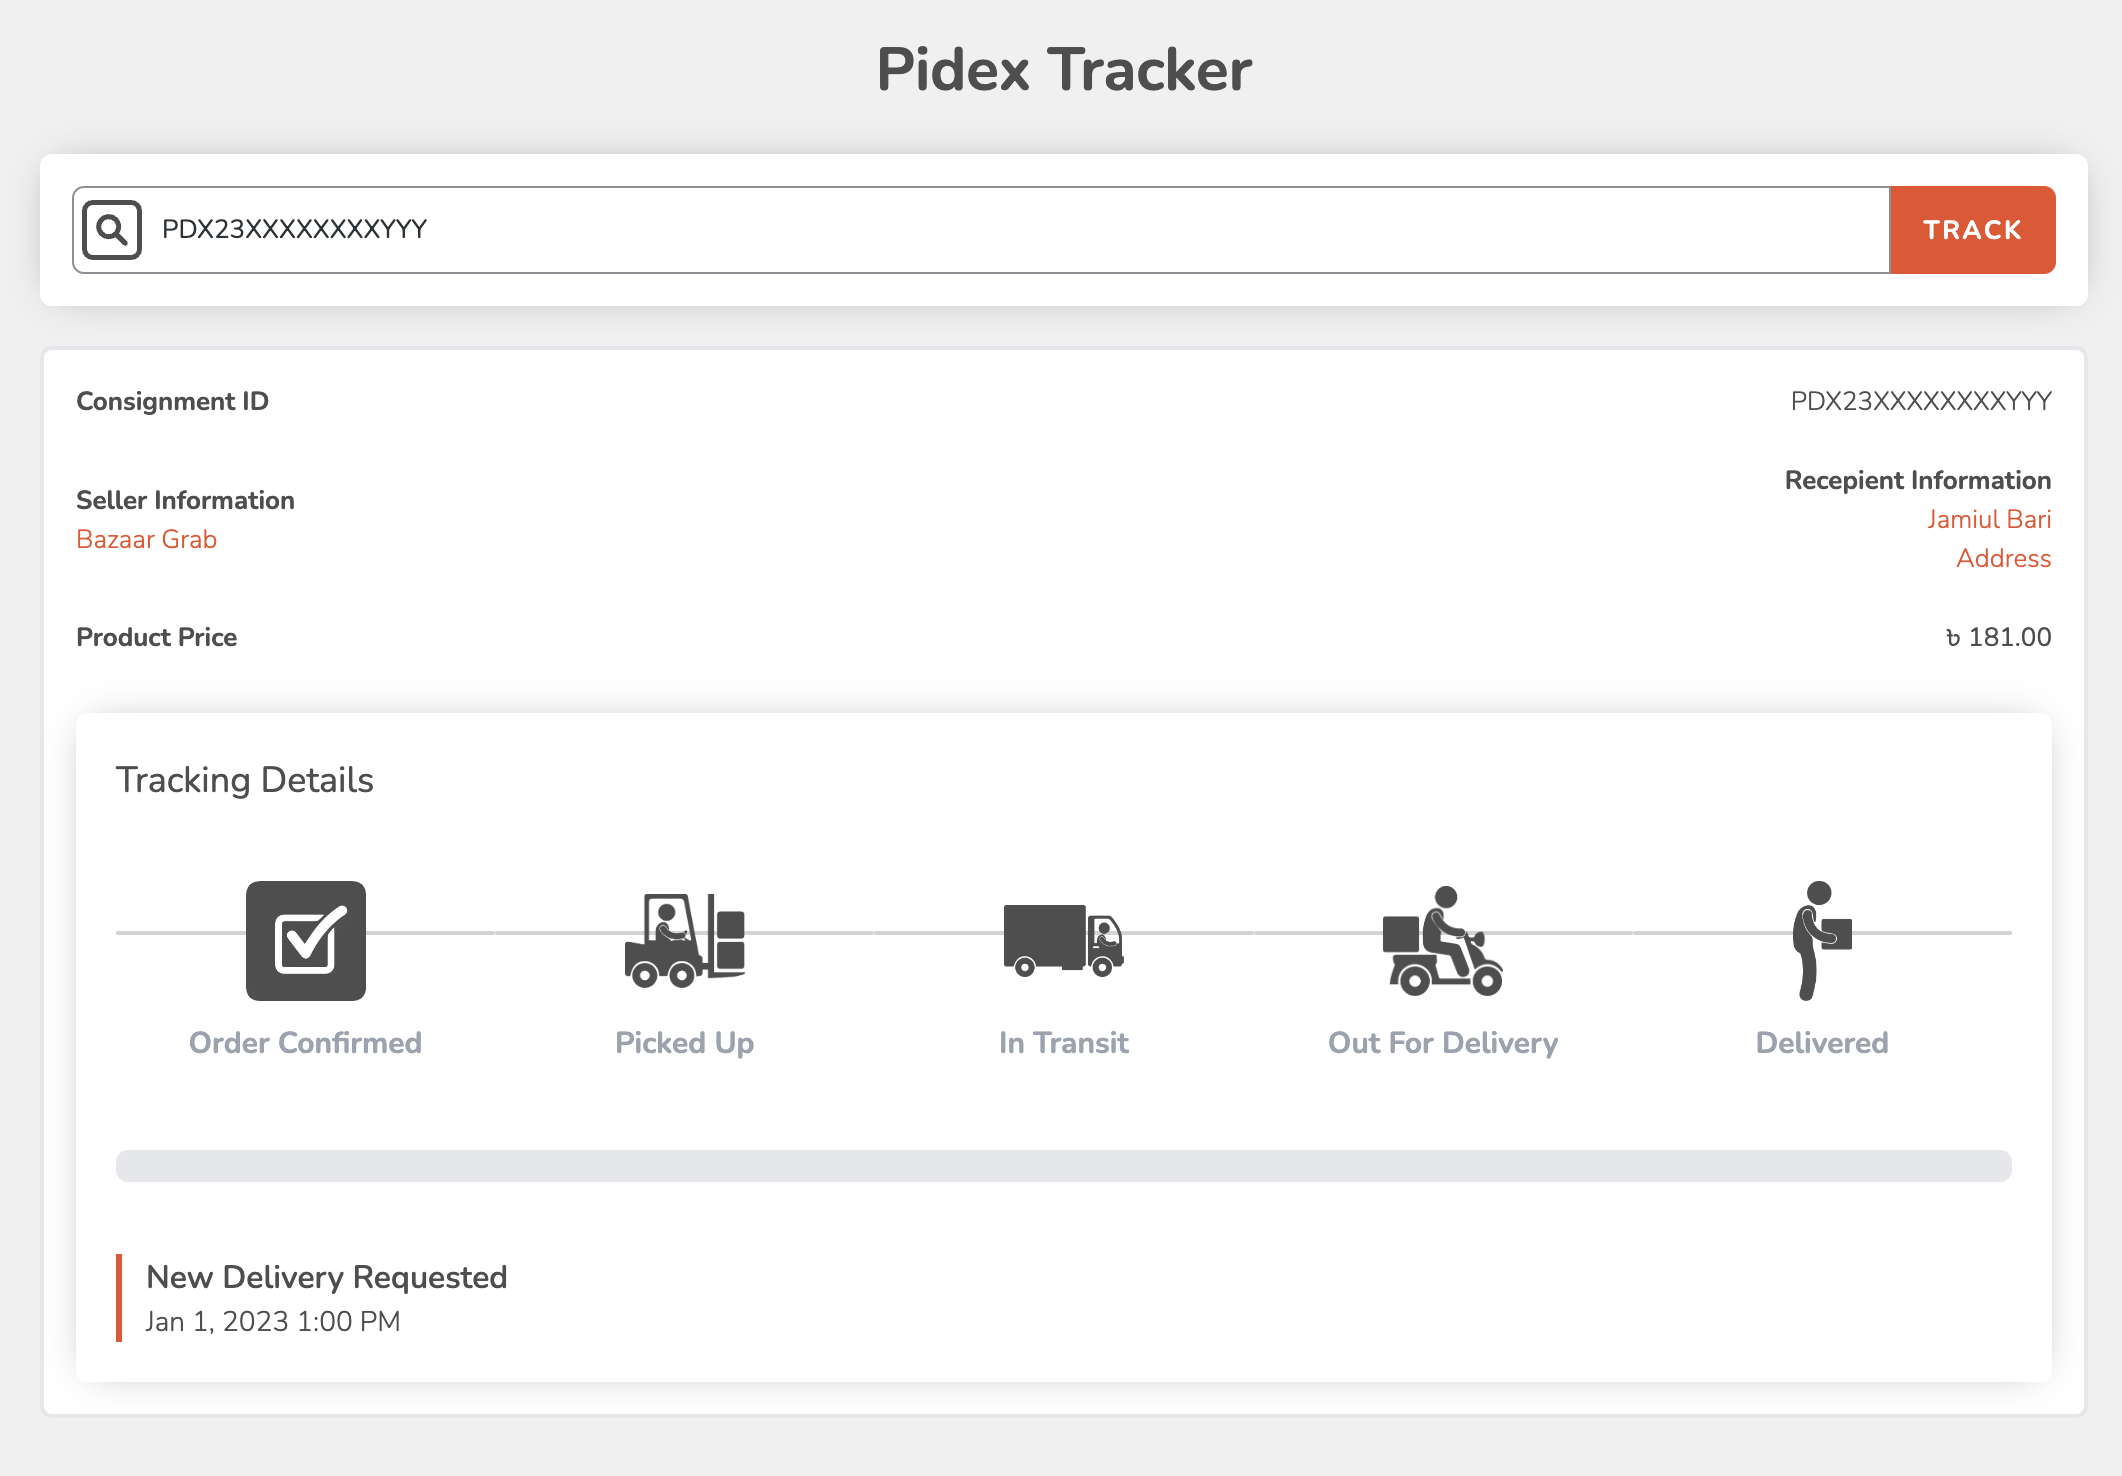 Pidex Tracker
PDX23XXXXXXXXYYY
TRACK
Consignment ID
PDX23XXXXXXXXYYY
Seller Information
Bazaar Grab
Recepient Information
Jamiul Bari
Address
Product Price
৳ 181.00
Tracking Details
Order Confirmed
Picked Up
In Transit
Out For Delivery
Delivered
New Delivery Requested
Jan 1, 2023 1:00 PM